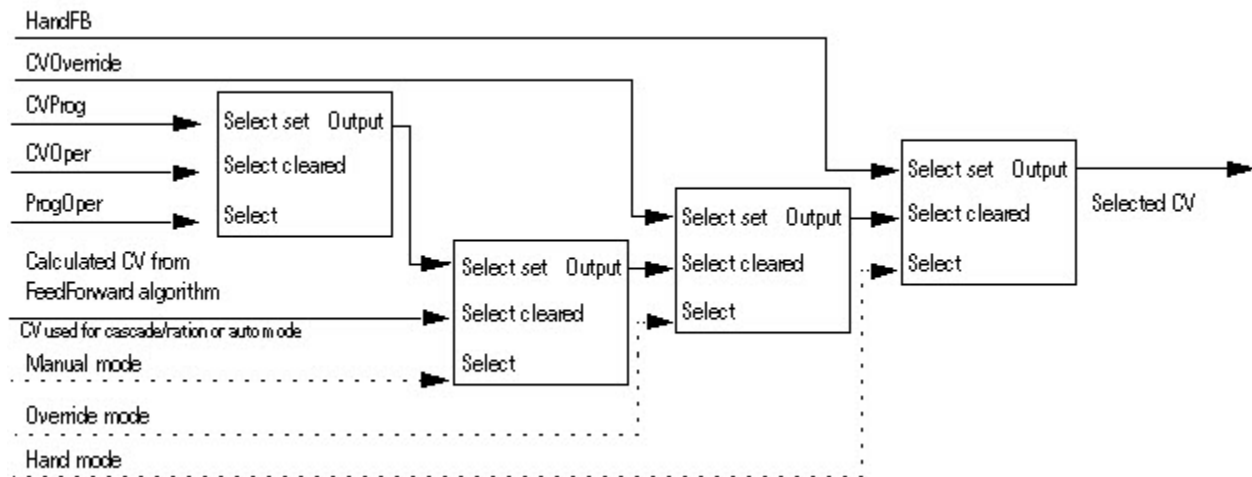 HandFB
CVOverride
CVProg
CVOper
ProgOper
Select set Output
Select cleared
Select
Calculated CV from
FeedForward algorithm
CV used for cascade/ration or auto mode
Manual mode
Override mode
Hand mode
Select set Output
Select cleared
Select
Select set Output
Select cleared
Select
Select set Output
Select cleared
Select
Selected CV